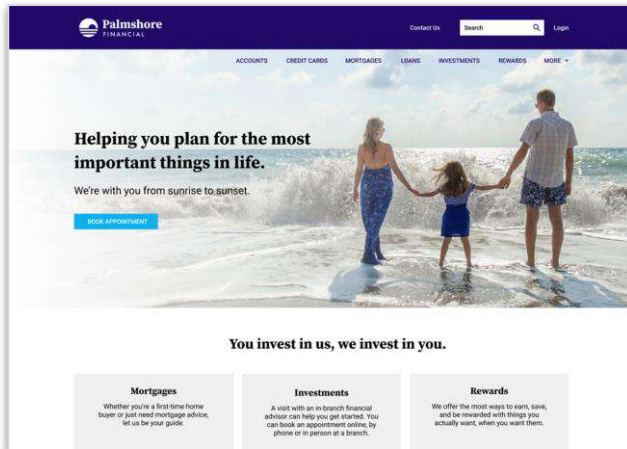 Palmshore
FINANCIAL
Contact Us
Search
Login
ACCOUNTS
CREDIT CARDS
MORTGAGES
LOANS
INVESTMENTS
REWARDS
MORE
Helping you plan for the most
important things in life.
We're with you from sunrise to sunset.
BOOK APPOINTMENT
You invest in us, we invest in you.
Mortgages
Whether you're a first-time home
buyer or just need mortgage advice,
let us be your guide.
Investments
A visit with an in-branch financial
advisor can help you get started. You
can book an appointment online, by
phone or in person at a branch.
Rewards
We offer the most ways to earn, save,
and be rewarded with things you
actually want, when you want them.